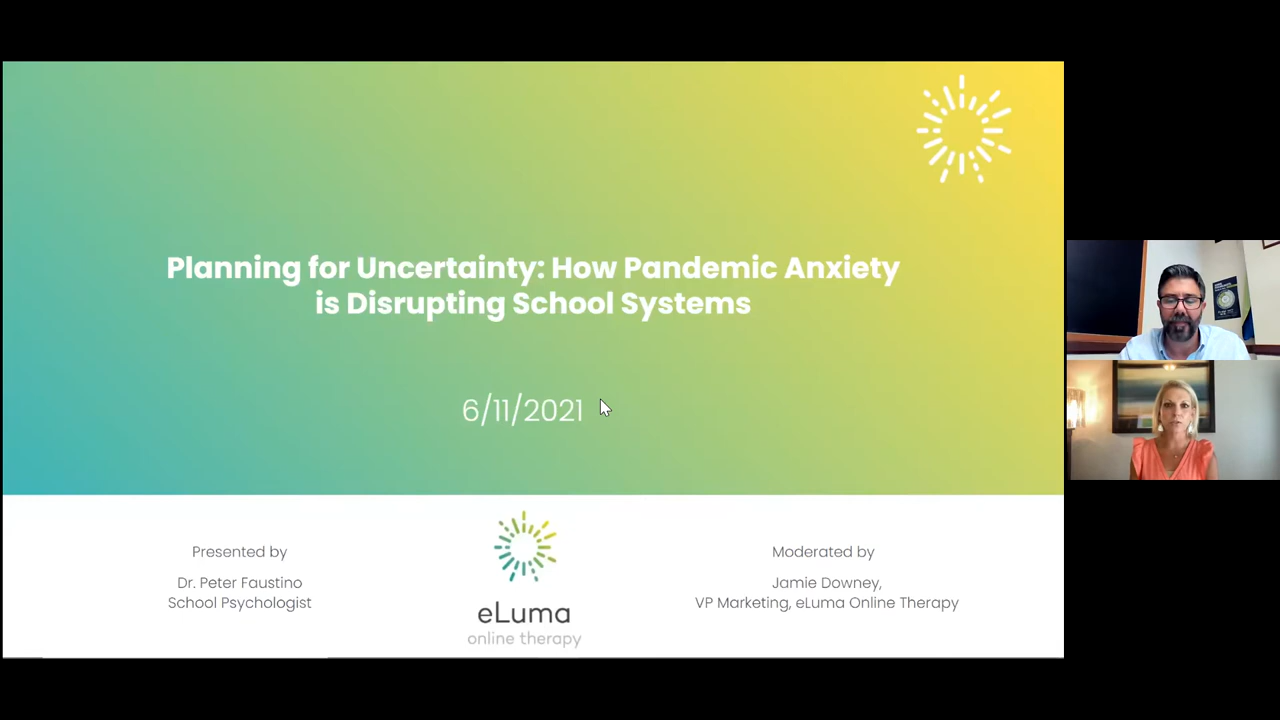 Planning for Uncertainty: How Pandemic Anxiety
is Disrupting School Systems
6/11/2021
Presented by
Dr. Peter Faustino
School Psychologist
eLuma
online therapy
Moderated by
Jamie Downey,
VP Marketing, eLuma Online Therapy